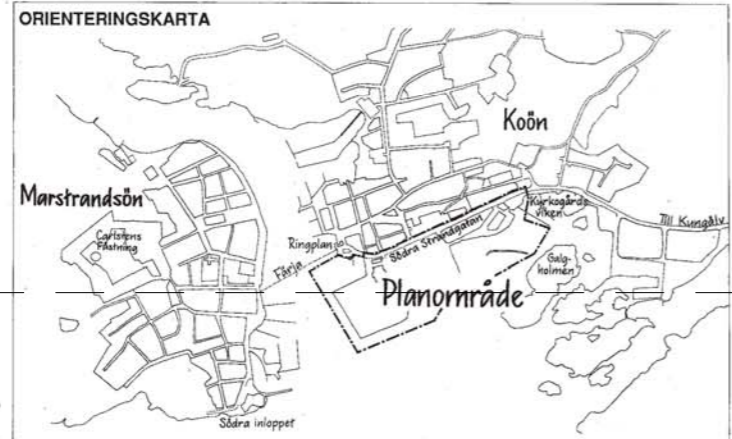 ORIENTERINGSKARTA
Koön
Marstrandsön
Carlstens
Fästning
Ringplan
Färja
Södra Strandgatan
Kyrkogårds
viken
Till Kungälv
Galg-
holmen
Planområde
Södra inloppet